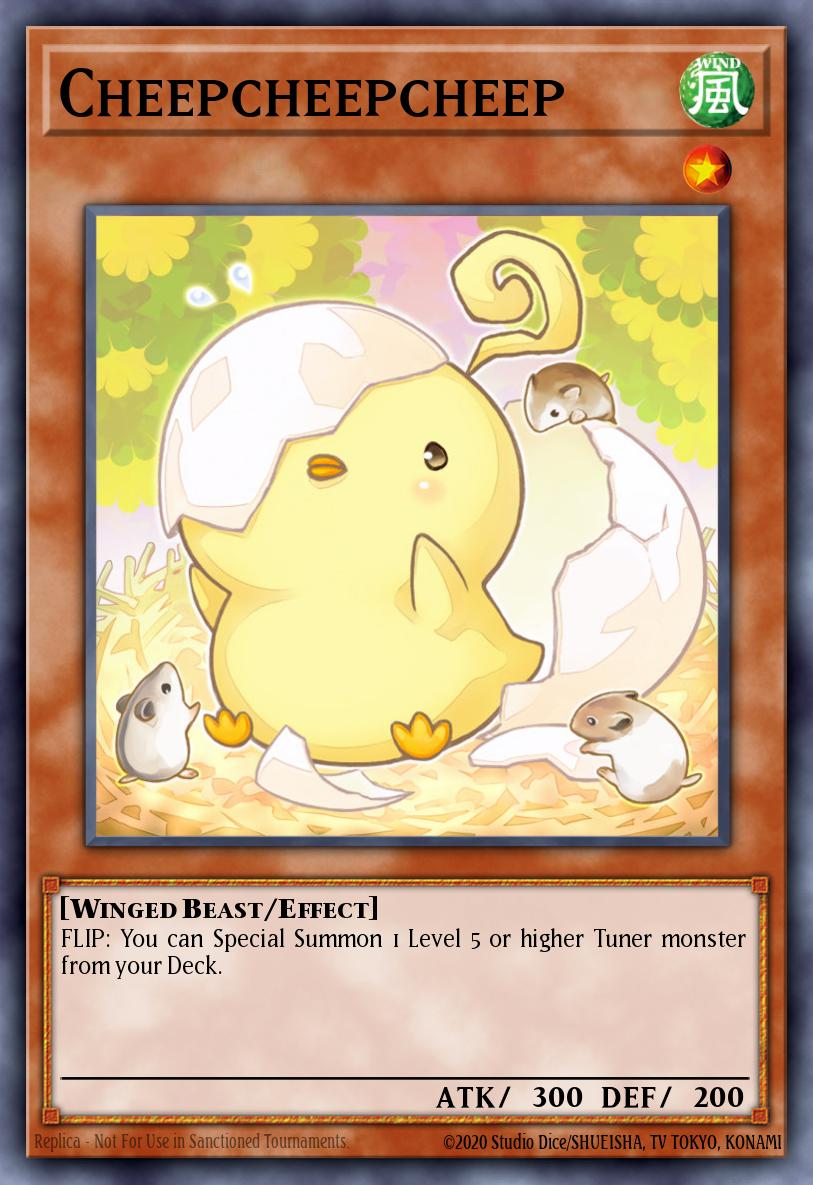 Cheepcheepcheep
WIND
風
[Winged Beast/Effect]
FLIP: You can Special Summon 1 Level 5 or higher Tuner monster
from your Deck.
ATK/ 300 DEF/ 200
Replica - Not For Use in Sanctioned Tournaments.
©2020 Studio Dice/SHUEISHA, TV TOKYO, KONAMI